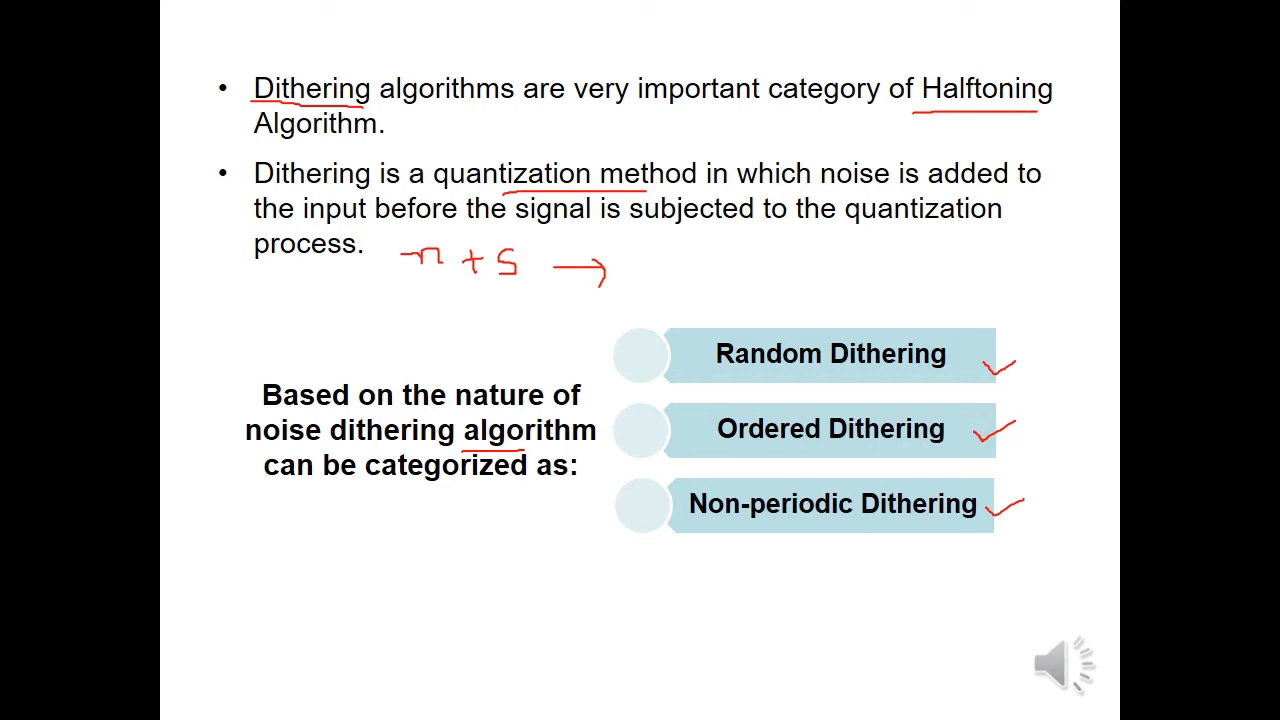 • Dithering algorithms are very important category of Halftoning
Algorithm.
• Dithering is a quantization method in which noise is added to
the input before the signal is subjected to the quantization
process.
n + S →
Based on the nature of
noise dithering algorithm
can be categorized as:
Random Dithering
Ordered Dithering
Non-periodic Dithering